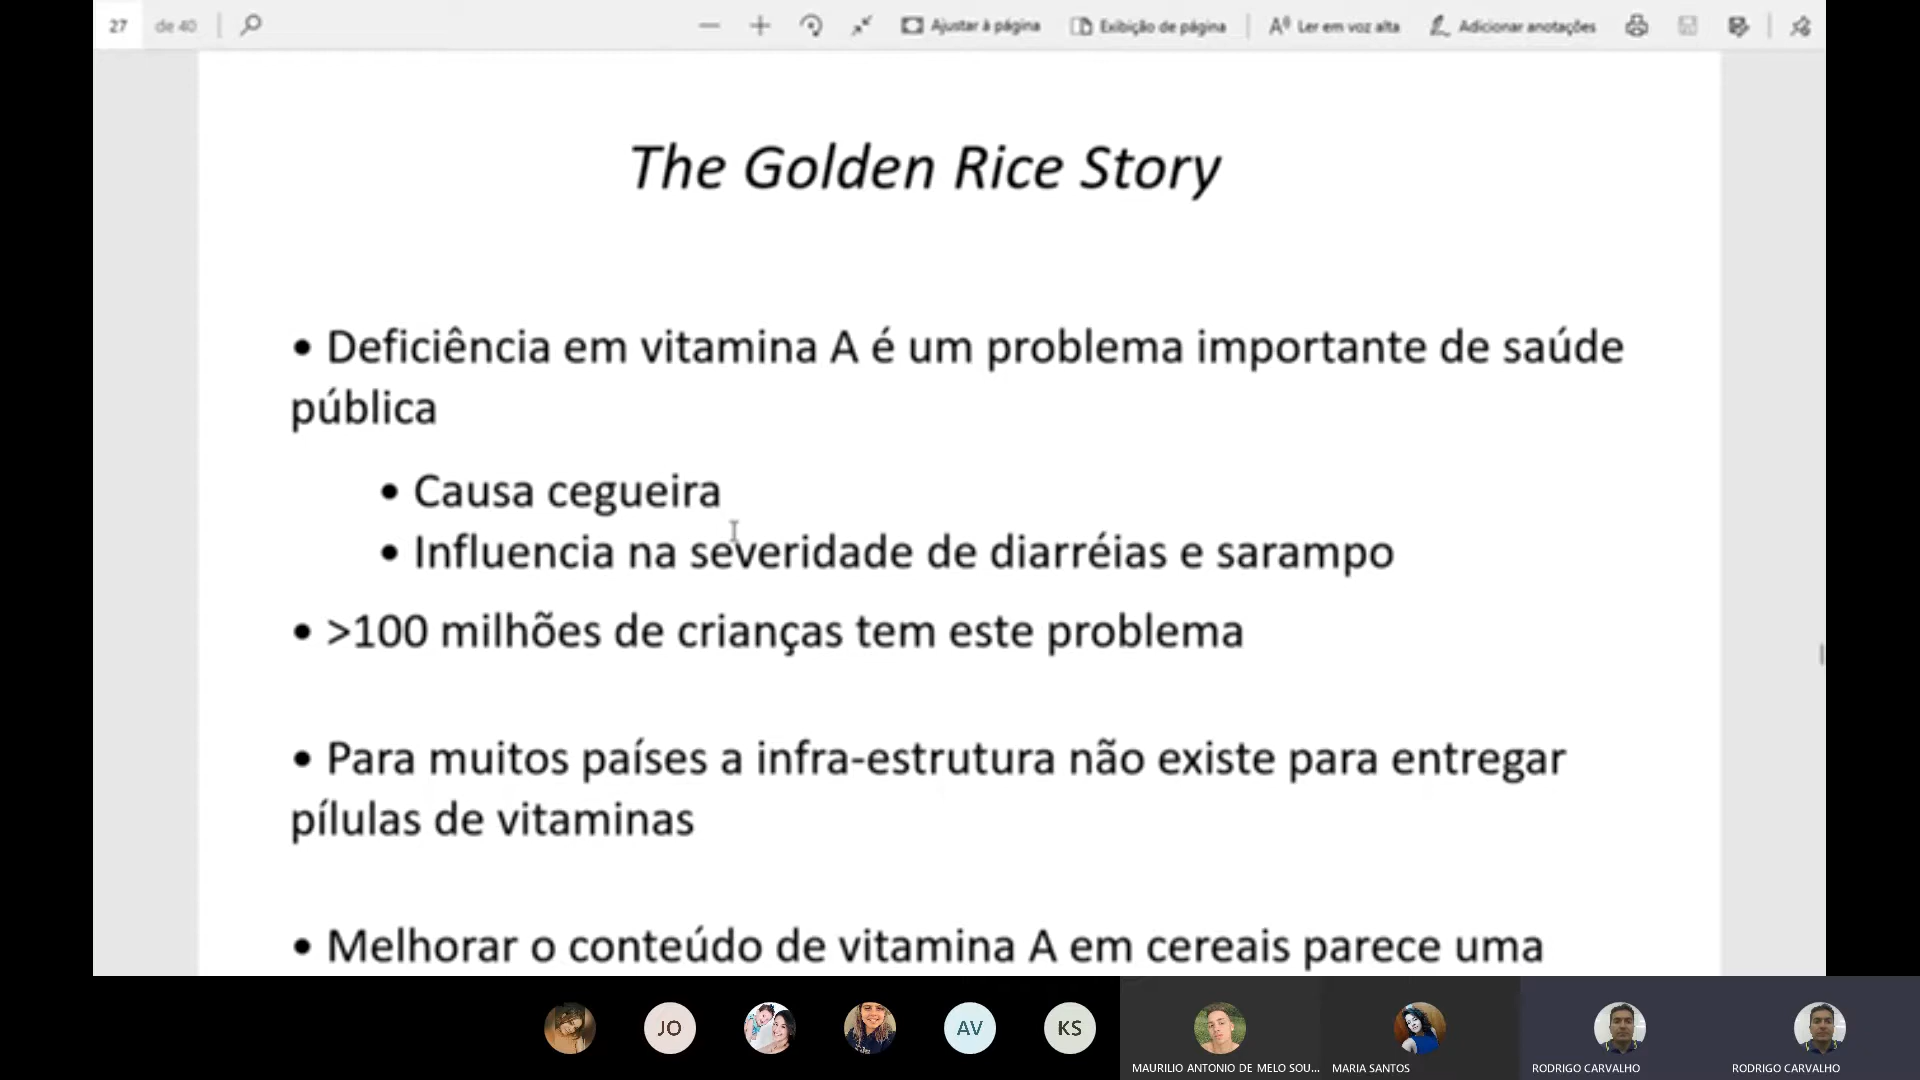 27 de 40 Ajustar à página Exibição de página Ler em voz alta Adicionar anotações
The Golden Rice Story
• Deficiência em vitamina A é um problema importante de saúde
pública
• Causa cegueira
• Influencia na severidade de diarréias e sarampo
• >100 milhões de crianças tem este problema
• Para muitos países a infra-estrutura não existe para entregar
pílulas de vitaminas
• Melhorar o conteúdo de vitamina A em cereais parece uma
JO AV KS
MAURILIO ANTONIO DE MELO SOU... MARIA SANTOS RODRIGO CARVALHO RODRIGO CARVALHO